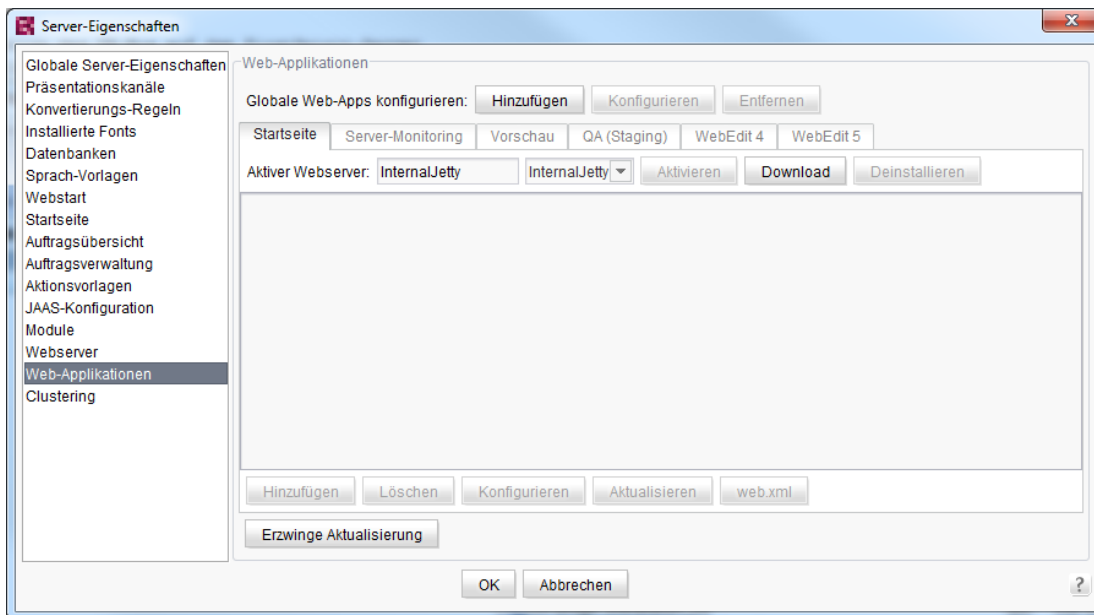 Server-Eigenschaften
Globale Server-Eigenschaften
Präsentationskanäle
Konvertierungs-Regeln
Installierte Fonts
Datenbanken
Sprach-Vorlagen
Webstart
Startseite
Auftragsübersicht
Auftragsverwaltung
Aktionsvorlagen
JAAS-Konfiguration
Module
Webserver
Web-Applikationen
Clustering
Web-Applikationen
Globale Web-Apps konfigurieren: Hinzufügen Konfigurieren Entfernen
Startseite Server-Monitoring Vorschau QA (Staging) WebEdit 4 WebEdit 5
Aktiver Webserver: InternalJetty InternalJetty Aktivieren Download Deinstallieren
Hinzufügen Löschen Konfigurieren Aktualisieren web.xml
Erzwinge Aktualisierung
OK Abbrechen ?